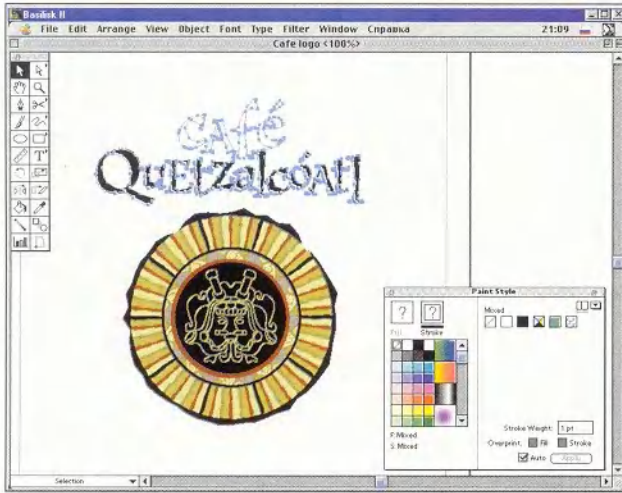 Basilisk II
File Edit Arrange View Object Font Type Filter Window Справка 21:09
Cafe logo <100%>
Café
Quetzalcóatl
Paint Style
? ?
Fill Stroke
Mixed
F: Mixed
S: Mixed
Stroke Weight: 1 pt
Overprint: Fill Stroke
Auto Apply
Selection